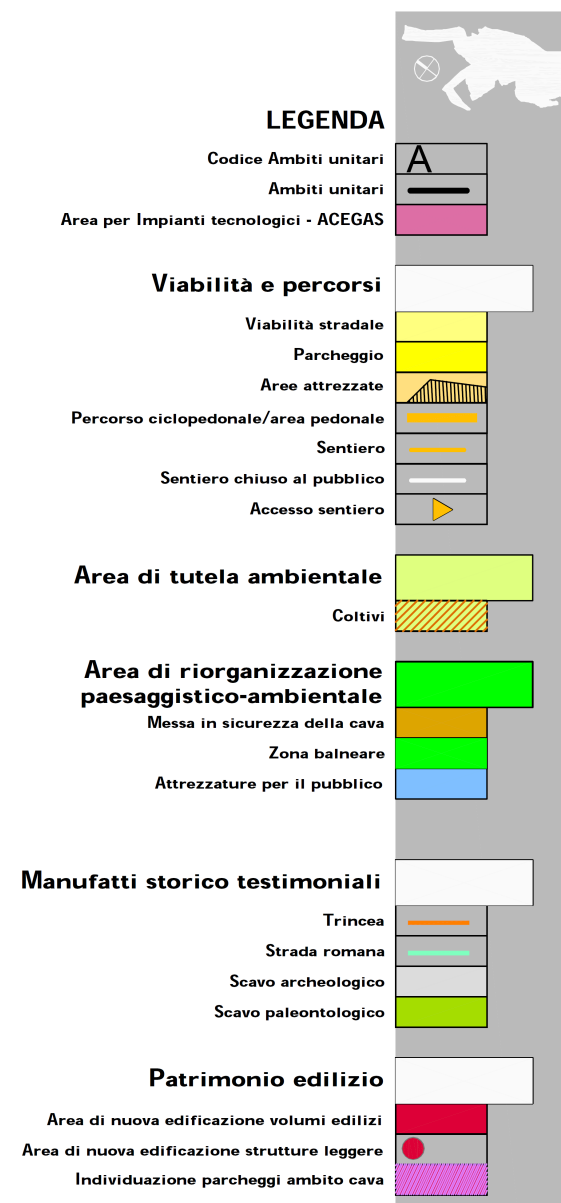 LEGENDA
Codice Ambiti unitari
A
Ambiti unitari
Area per Impianti tecnologici - ACEGAS
Viabilità e percorsi
Viabilità stradale
Parcheggio
Aree attrezzate
Percorso ciclopedonale/area pedonale
Sentiero
Sentiero chiuso al pubblico
Accesso sentiero
Area di tutela ambientale
Coltivi
Area di riorganizzazione
paesaggistico-ambientale
Messa in sicurezza della cava
Zona balneare
Attrezzature per il pubblico
Manufatti storico testimoniali
Trincea
Strada romana
Scavo archeologico
Scavo paleontologico
Patrimonio edilizio
Area di nuova edificazione volumi edilizi
Area di nuova edificazione strutture leggere
Individuazione parcheggi ambito cava